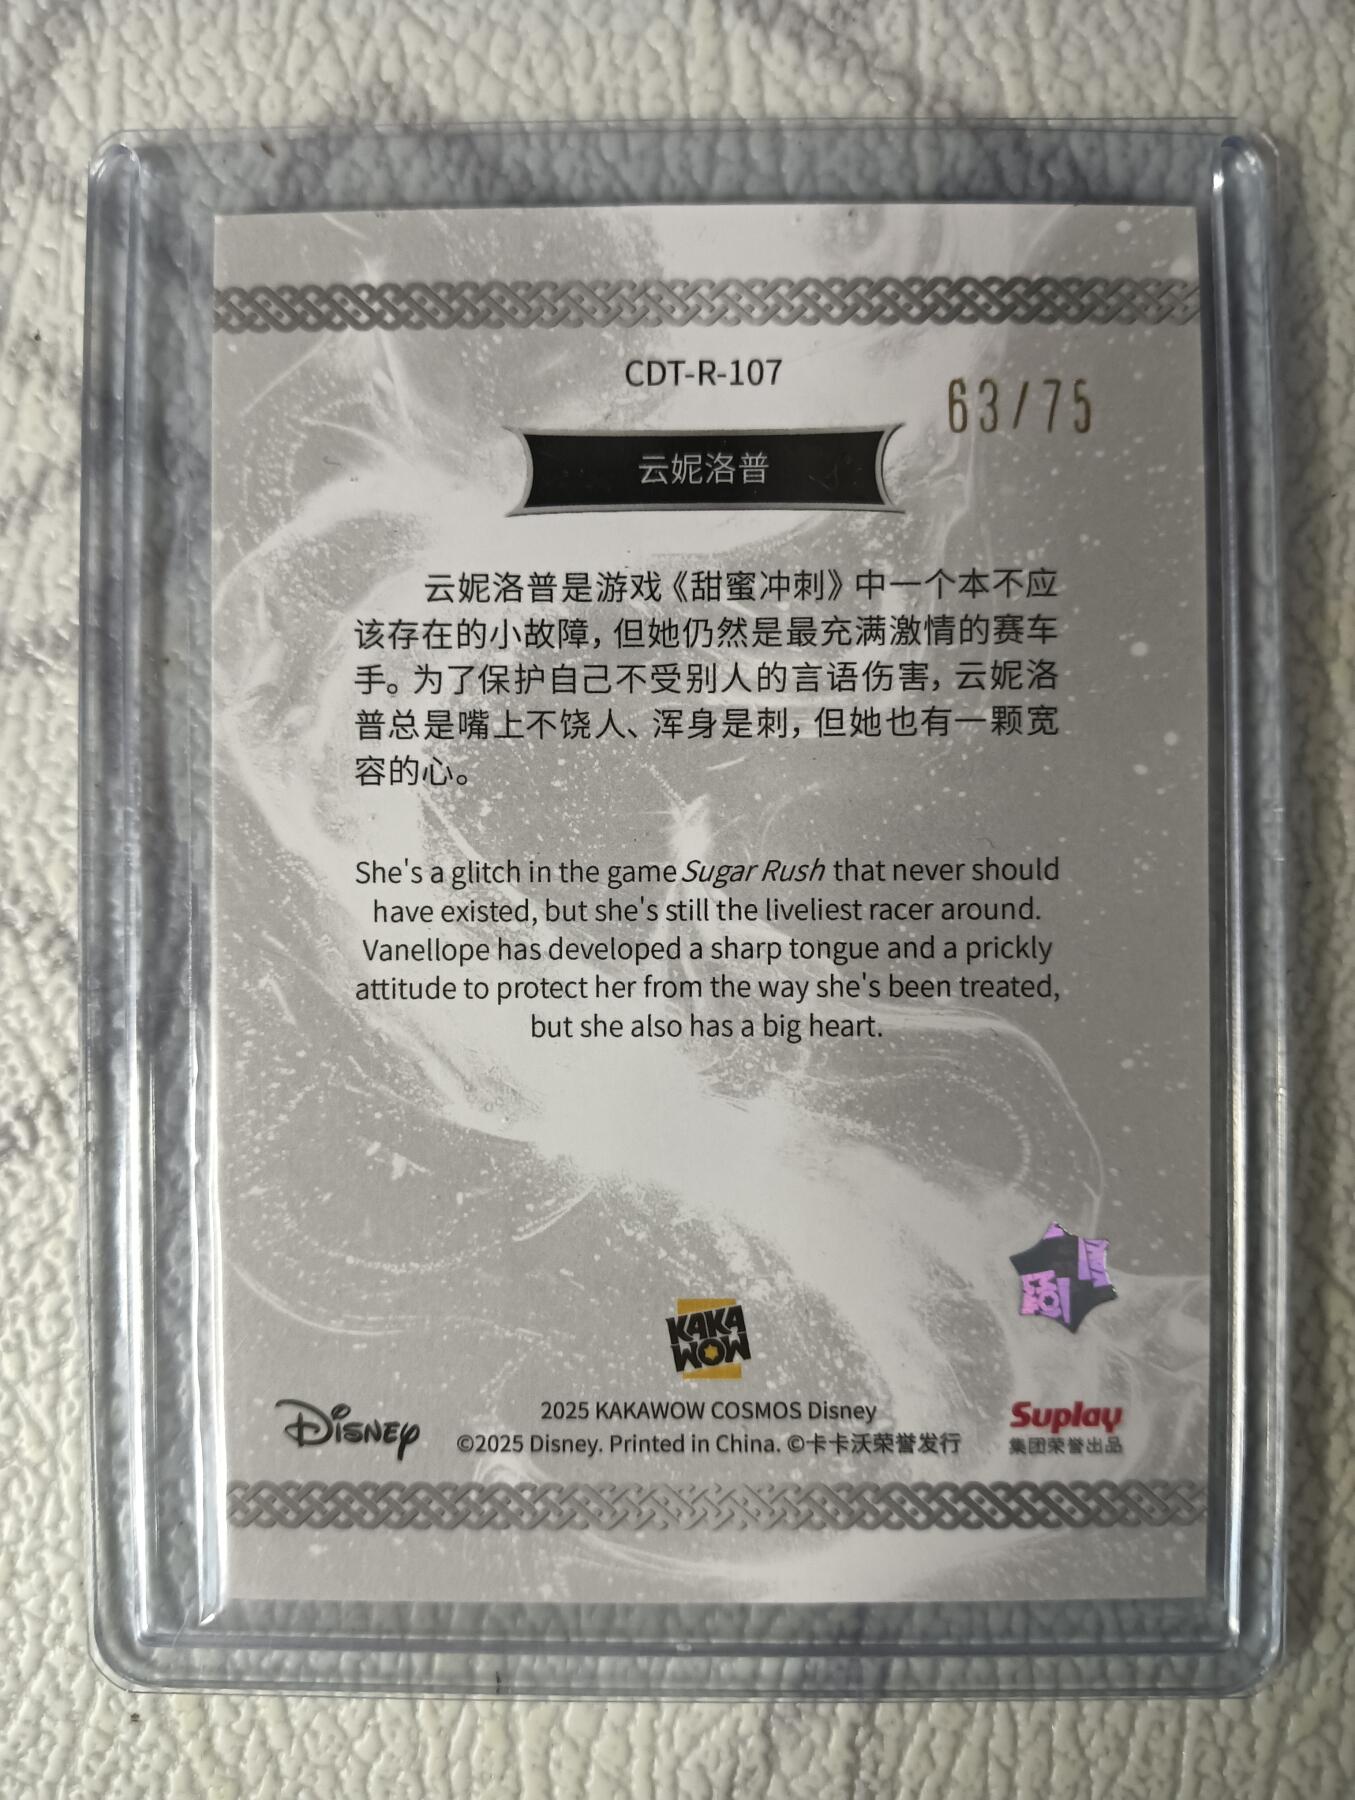 CDT-R-107
63/75
云妮洛普
云妮洛普是游戏《甜蜜冲刺》中一个本不应
该存在的小故障，但她仍然是最充满激情的赛车
手。为了保护自己不受别人的言语伤害，云妮洛
普总是嘴上不饶人、浑身是刺，但她也有一颗宽
容的心。
She's a glitch in the game Sugar Rush that never should
have existed, but she's still the liveliest racer around.
Vanellope has developed a sharp tongue and a prickly
attitude to protect her from the way she's been treated,
but she also has a big heart.
KAKA
WOW
Disney
2025 KAKAWOW COSMOS Disney
©2025 Disney. Printed in China. ©卡卡沃荣誉发行
Suplay
集团荣誉出品